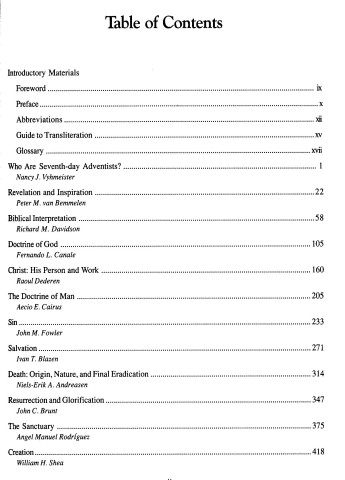 Table of Contents
Introductory Materials
Foreword ix
Preface x
Abbreviations xii
Guide to Transliteration xv
Glossary xvii
Who Are Seventh-day Adventists? 1
Nancy J. Vyhmeister
Revelation and Inspiration 22
Peter M. van Bemmelen
Biblical Interpretation 58
Richard M. Davidson
Doctrine of God 105
Fernando L. Canale
Christ: His Person and Work 160
Raoul Dederen
The Doctrine of Man 205
Aecio E. Cairus
Sin 233
John M. Fowler
Salvation 271
Ivan T. Blazen
Death: Origin, Nature, and Final Eradication 314
Niels-Erik A. Andreasen
Resurrection and Glorification 347
John C. Brunt
The Sanctuary 375
Angel Manuel Rodríguez
Creation 418
William H. Shea